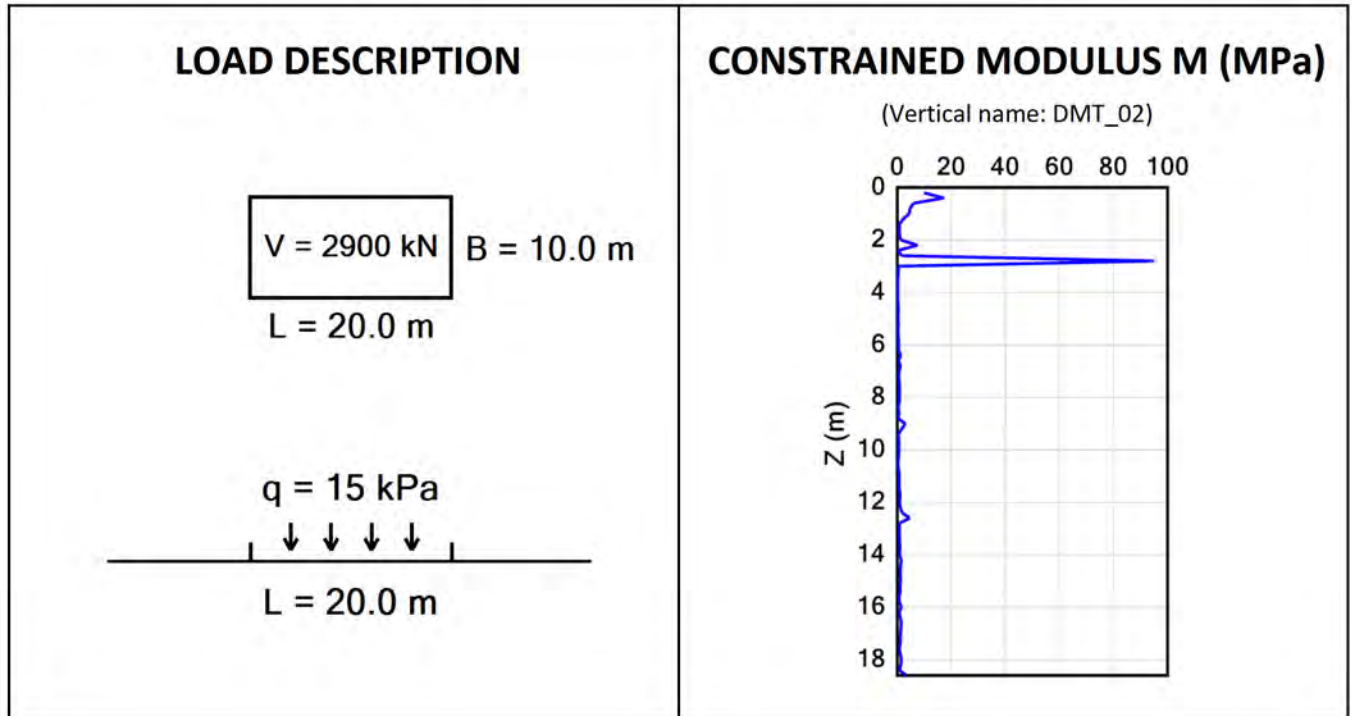 LOAD DESCRIPTION
V = 2900 kN
B = 10.0 m
L = 20.0 m
q = 15 kPa
L = 20.0 m
CONSTRAINED MODULUS M (MPa)
(Vertical name: DMT_02)
0 20 40 60 80 100
0
2
4
6
8
10
12
14
16
18
Z (m)